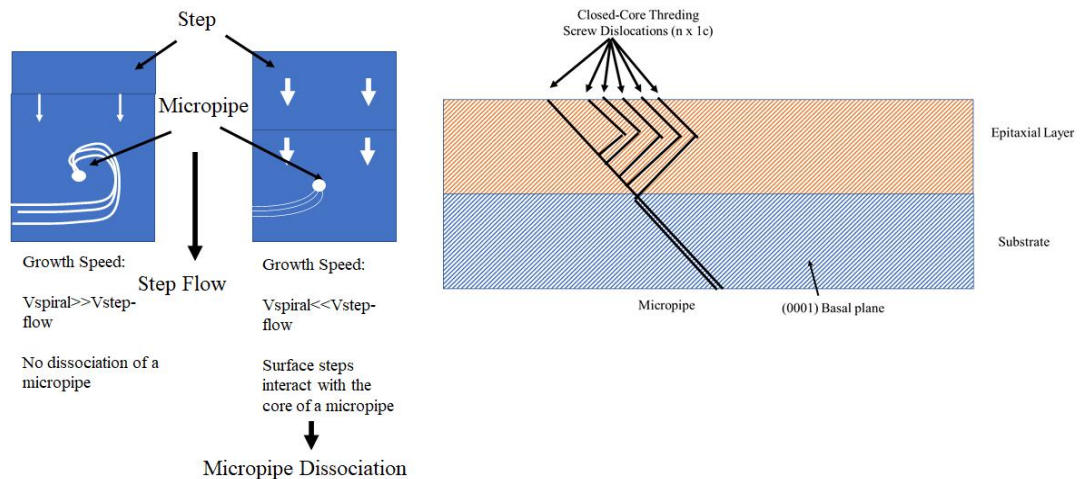 Step
Micropipe
Growth Speed:
Vspiral>>Vstep-
flow
No dissociation of a
micropipe
Step Flow
Growth Speed:
Vspiral<<Vstep-
flow
Surface steps
interact with the
core of a micropipe
Micropipe Dissociation
Closed-Core Threding
Screw Dislocations (n x 1c)
Epitaxial Layer
Substrate
Micropipe
(0001) Basal plane